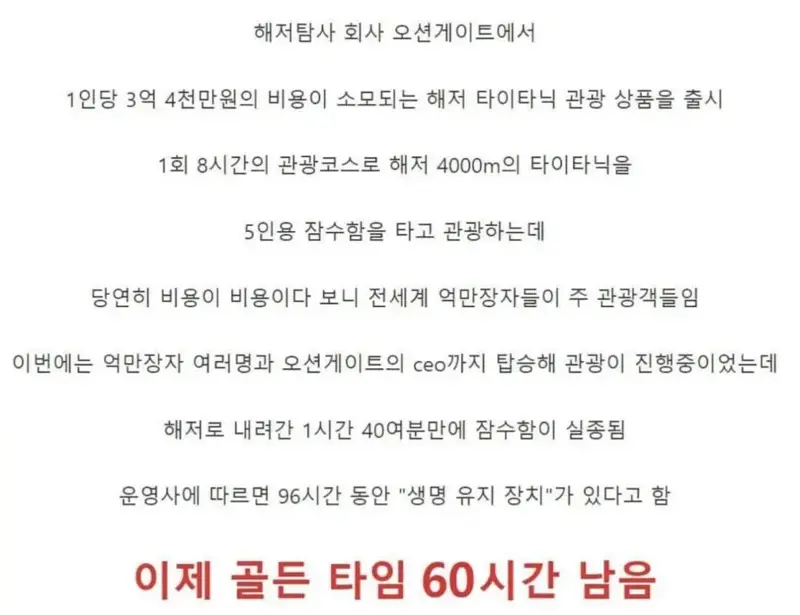 해저탐사 회사 오션게이트에서
1인당 3억 4천만원의 비용이 소모되는 해저 타이타닉 관광 상품을 출시
1회 8시간의 관광코스로 해저 4000m의 타이타닉을
5인용 잠수함을 타고 관광하는데
당연히 비용이 비용이다 보니 전세계 억만장자들이 주 관광객들임
이번에는 억만장자 여러명과 오션게이트의 ceo까지 탑승해 관광이 진행중이었는데
해저로 내려간 1시간 40여분만에 잠수함이 실종됨
운영사에 따르면 96시간 동안 "생명 유지 장치"가 있다고 함
이제 골든 타임 60시간 남음